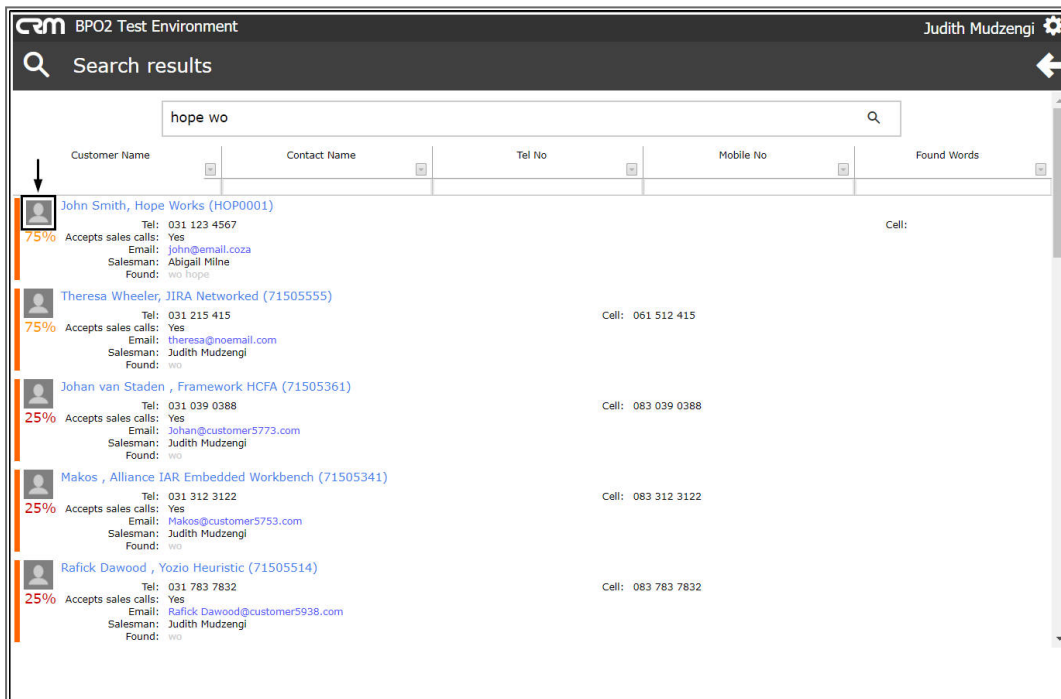 CRM BPO2 Test Environment Judith Mudzengi
Search results
hope wo
Customer Name Contact Name Tel No Mobile No Found Words
John Smith, Hope Works (HOP0001)
Tel: 031 123 4567 Cell:
75% Accepts sales calls: Yes
Email: john@email.coza
Salesman: Abigail Milne
Found: wo hope
Theresa Wheeler, JIRA Networked (71505555)
Tel: 031 215 415 Cell: 061 512 415
75% Accepts sales calls: Yes
Email: theresa@noemail.com
Salesman: Judith Mudzengi
Found: wo
Johan van Staden , Framework HCFA (71505361)
Tel: 031 039 0388 Cell: 083 039 0388
25% Accepts sales calls: Yes
Email: Johan@customer5773.com
Salesman: Judith Mudzengi
Found: wo
Makos , Alliance IAR Embedded Workbench (71505341)
Tel: 031 312 3122 Cell: 083 312 3122
25% Accepts sales calls: Yes
Email: Makos@customer5753.com
Salesman: Judith Mudzengi
Found: wo
Rafick Dawood , Yozio Heuristic (71505514)
Tel: 031 783 7832 Cell: 083 783 7832
25% Accepts sales calls: Yes
Email: Rafick Dawood@customer5938.com
Salesman: Judith Mudzengi
Found: wo